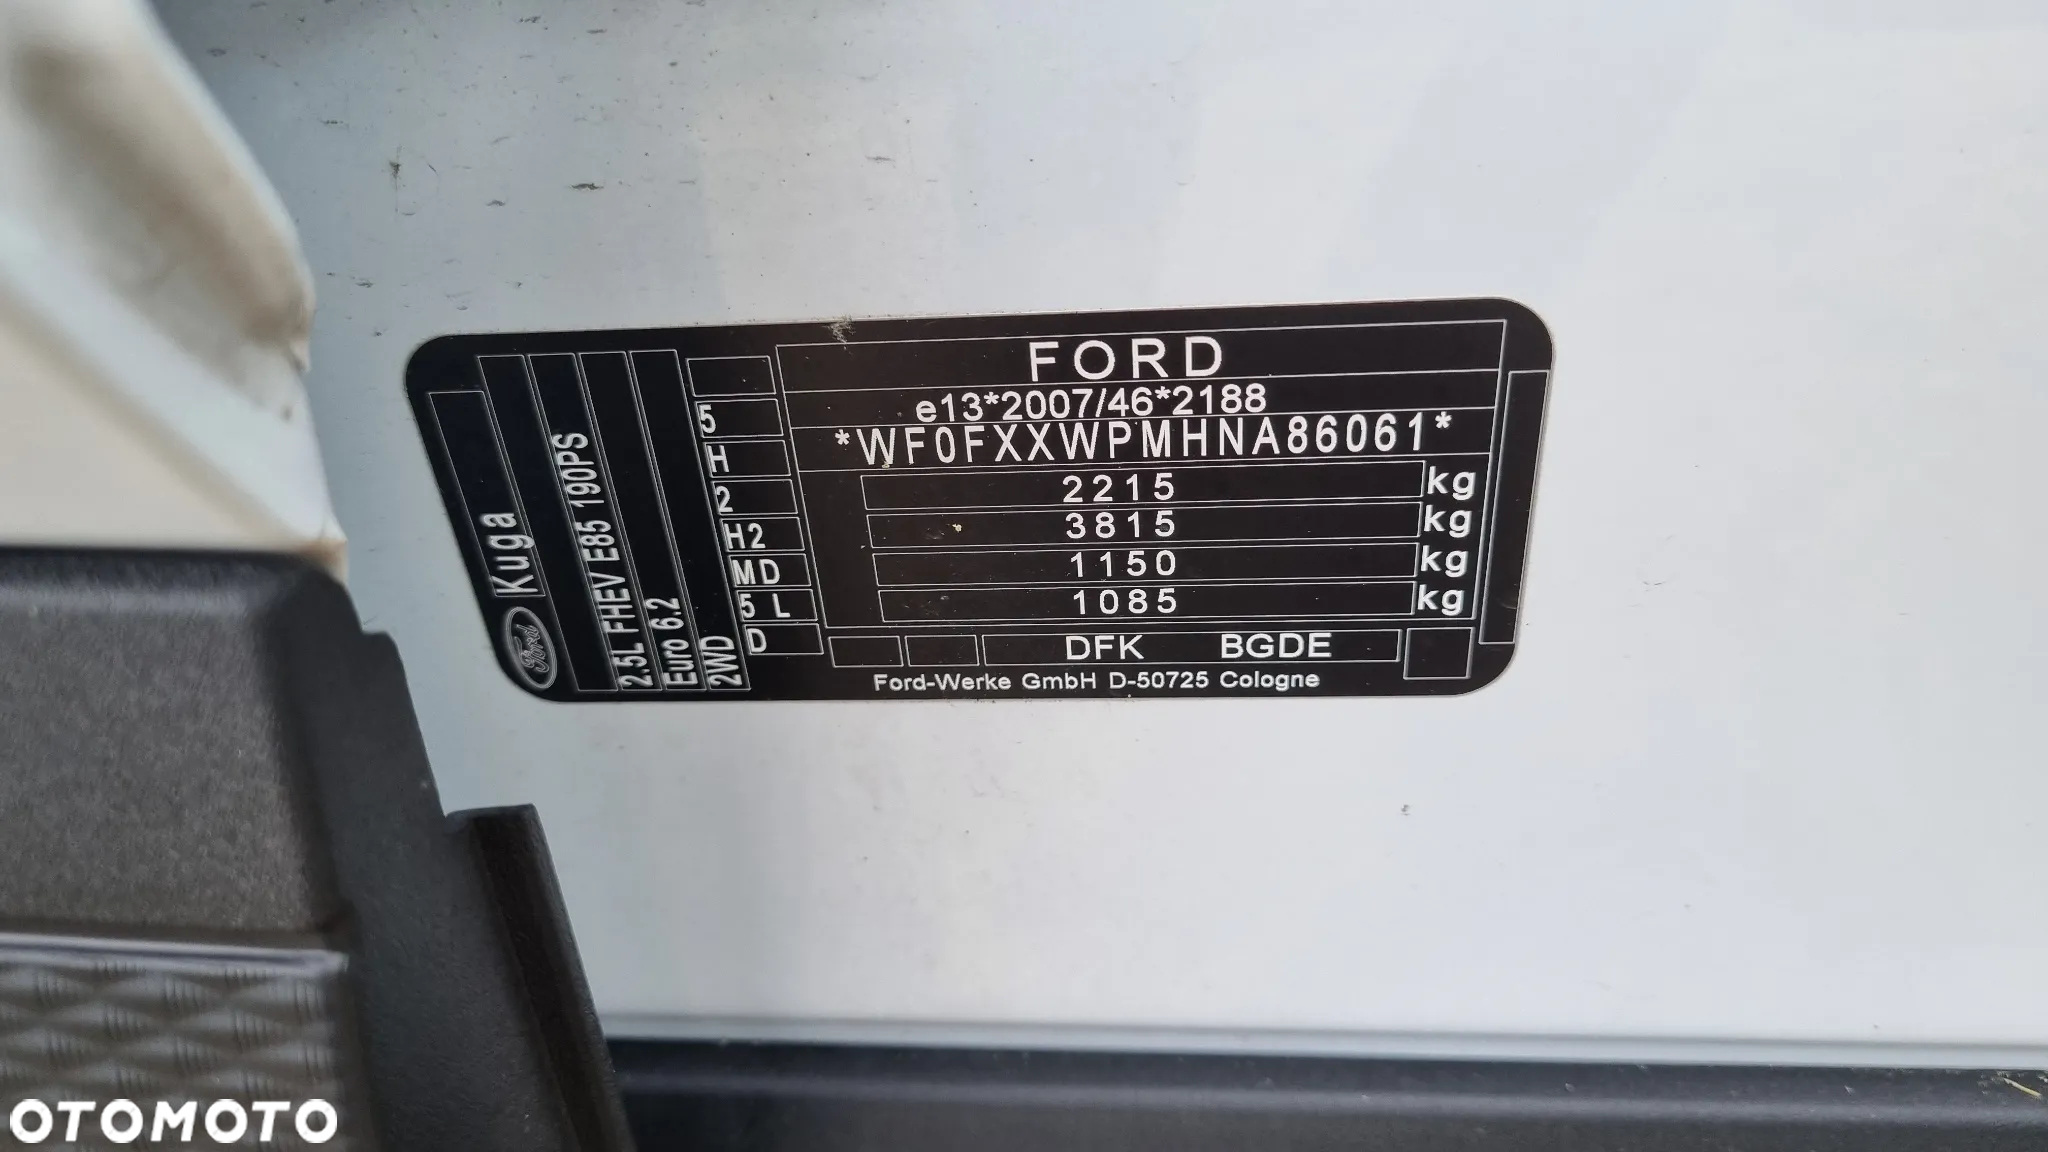 FORD
e13*2007/46*2188
*WF0FXXWPMHNA86061*
2215 kg
3815 kg
1150 kg
1085 kg
DFK BGDE
Ford-Werke GmbH D-50725 Cologne
Ford Kuga
2.5L FHEV E85 190PS
Euro 6.2
2WD
5
H
2
H2
MD
5 L
D
OTOMOTO